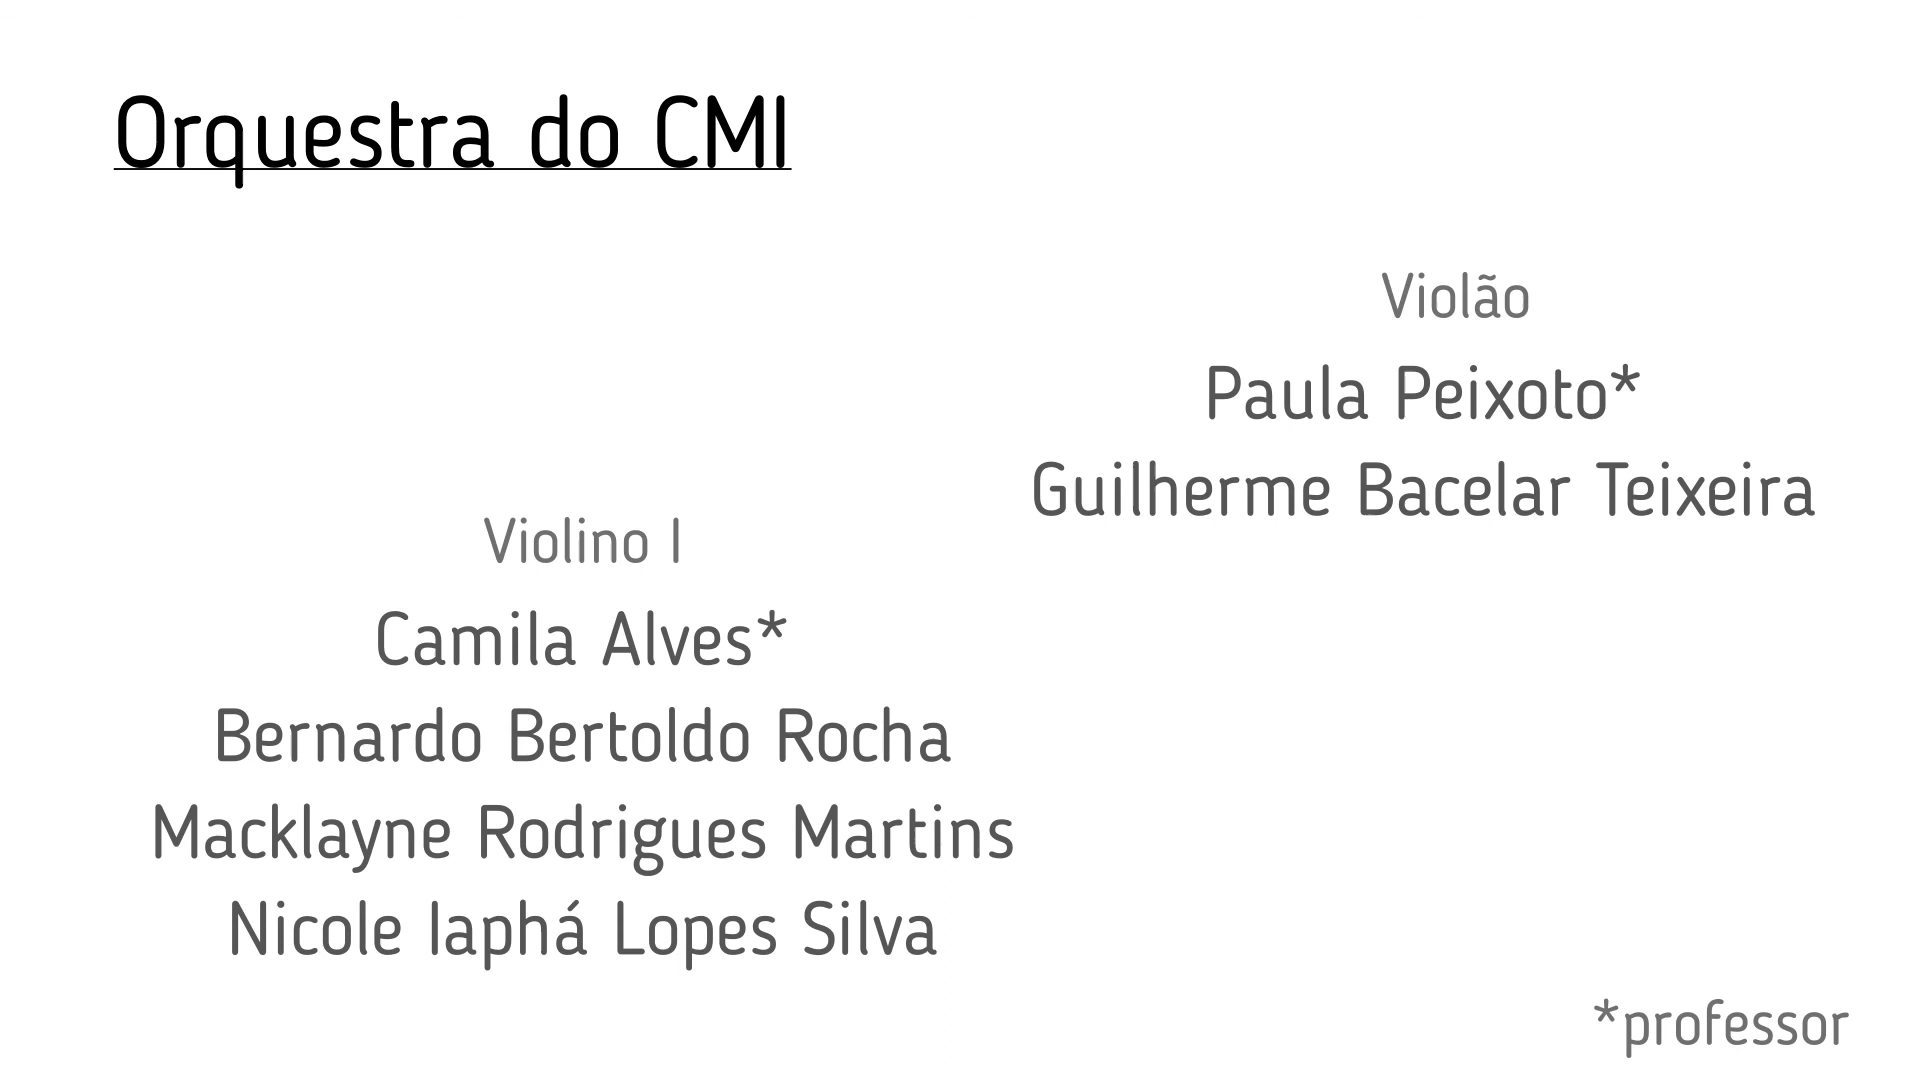 Orquestra do CMI
Violão
Paula Peixoto*
Guilherme Bacelar Teixeira
Violino I
Camila Alves*
Bernardo Bertoldo Rocha
Macklayne Rodrigues Martins
Nicole Iaphá Lopes Silva
*professor